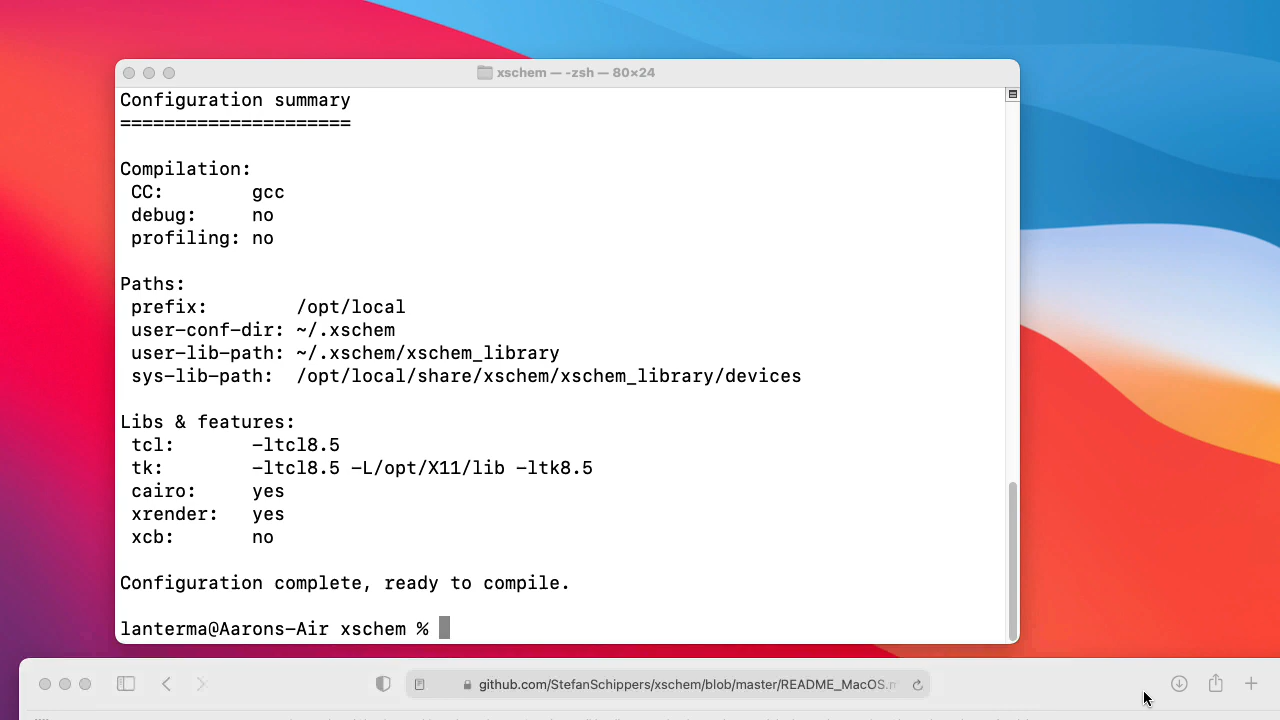 xschem — -zsh — 80×24
Configuration summary
=====================
Compilation:
CC: gcc
debug: no
profiling: no
Paths:
prefix: /opt/local
user-conf-dir: ~/.xschem
user-lib-path: ~/.xschem/xschem_library
sys-lib-path: /opt/local/share/xschem/xschem_library/devices
Libs & features:
tcl: -ltcl8.5
tk: -ltcl8.5 -L/opt/X11/lib -ltk8.5
cairo: yes
xrender: yes
xcb: no
Configuration complete, ready to compile.
lanterma@Aarons-Air xschem %
github.com/StefanSchippers/xschem/blob/master/README_MacOS.m